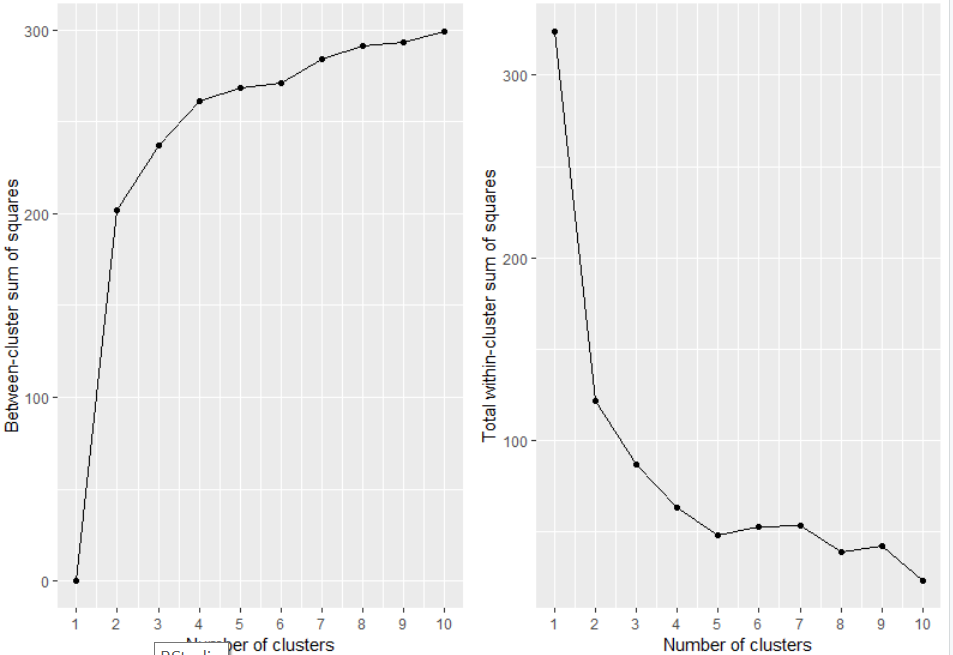 Between-cluster sum of squares
300
200
100
0
1 2 3 4 5 6 7 8 9 10
of clusters
Total within-cluster sum of squares
300
200
100
1 2 3 4 5 6 7 8 9 10
Number of clusters